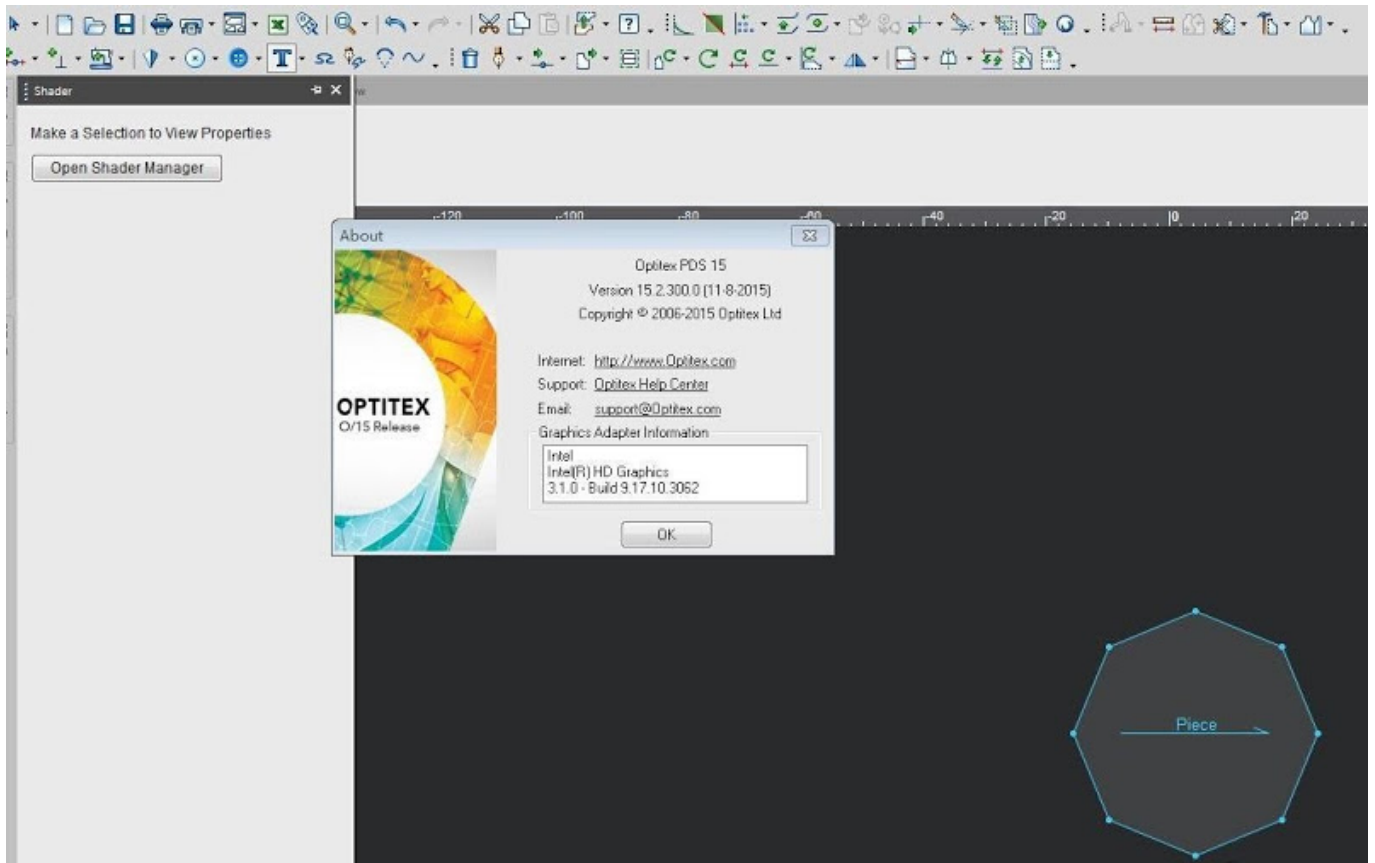 Shader
Make a Selection to View Properties
Open Shader Manager
-120 -100 -80 -60 -40 -20 0 20
About
Optitex PDS 15
Version 15.2.300.0 (11-8-2015)
Copyright © 2006-2015 Optitex Ltd
Internet: http://www.Optitex.com
Support: Optitex Help Center
Email: support@Optitex.com
OPTITEX
O/15 Release
Graphics Adapter Information
Intel
Intel(R) HD Graphics
3.1.0 - Build 9.17.10.3062
OK
Piece